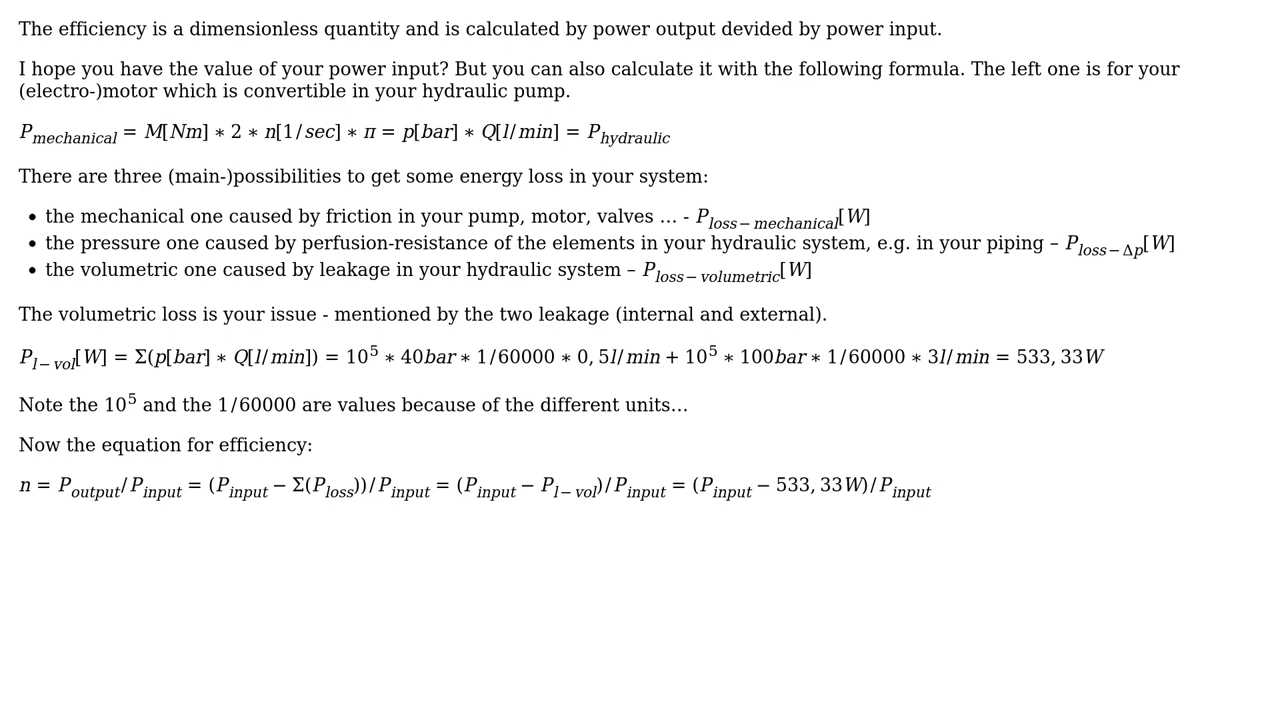 The efficiency is a dimensionless quantity and is calculated by power output devided by power input.
I hope you have the value of your power input? But you can also calculate it with the following formula. The left one is for your
(electro-)motor which is convertible in your hydraulic pump.
P_mechanical = M[Nm] ∗ 2 ∗ n[1/sec] ∗ π = p[bar] ∗ Q[l/min] = P_hydraulic
There are three (main-)possibilities to get some energy loss in your system:
• the mechanical one caused by friction in your pump, motor, valves … - P_loss−mechanical[W]
• the pressure one caused by perfusion-resistance of the elements in your hydraulic system, e.g. in your piping – P_loss−Δp[W]
• the volumetric one caused by leakage in your hydraulic system – P_loss−volumetric[W]
The volumetric loss is your issue - mentioned by the two leakage (internal and external).
P_l−vol[W] = Σ(p[bar] ∗ Q[l/min]) = 10^5 ∗ 40bar ∗ 1/60000 ∗ 0, 5l/min + 10^5 ∗ 100bar ∗ 1/60000 ∗ 3l/min = 533, 33W
Note the 10^5 and the 1/60000 are values because of the different units…
Now the equation for efficiency:
n = P_output/P_input = (P_input − Σ(P_loss))/P_input = (P_input − P_l−vol)/P_input = (P_input − 533, 33W)/P_input